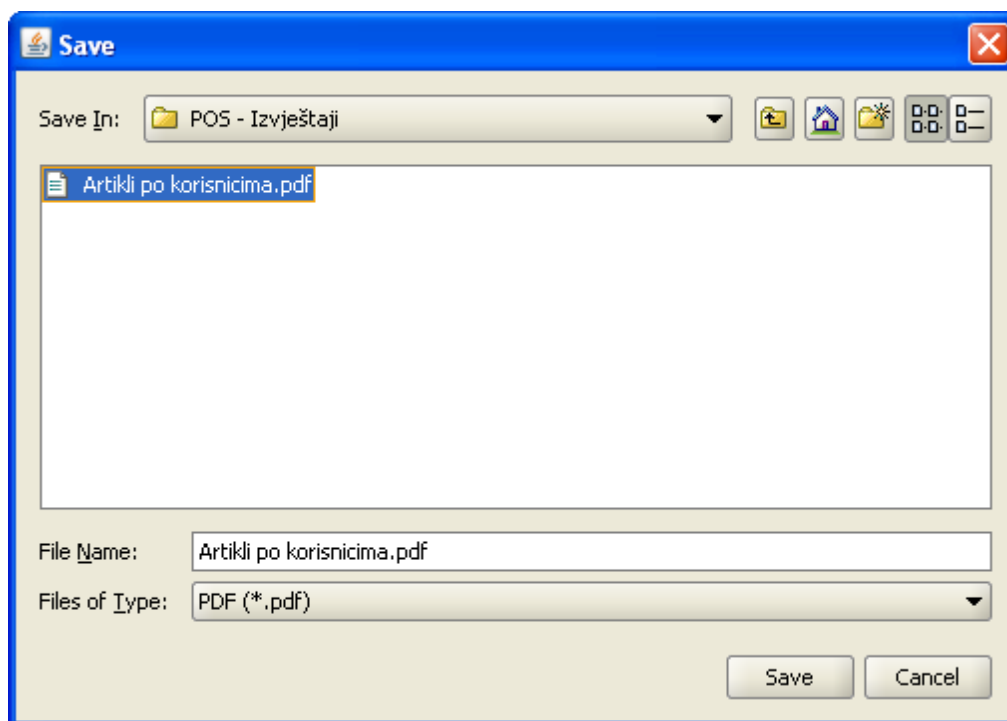 Save
Save In: POS - Izvještaji
Artikli po korisnicima.pdf
File Name: Artikli po korisnicima.pdf
Files of Type: PDF (*.pdf)
Save Cancel